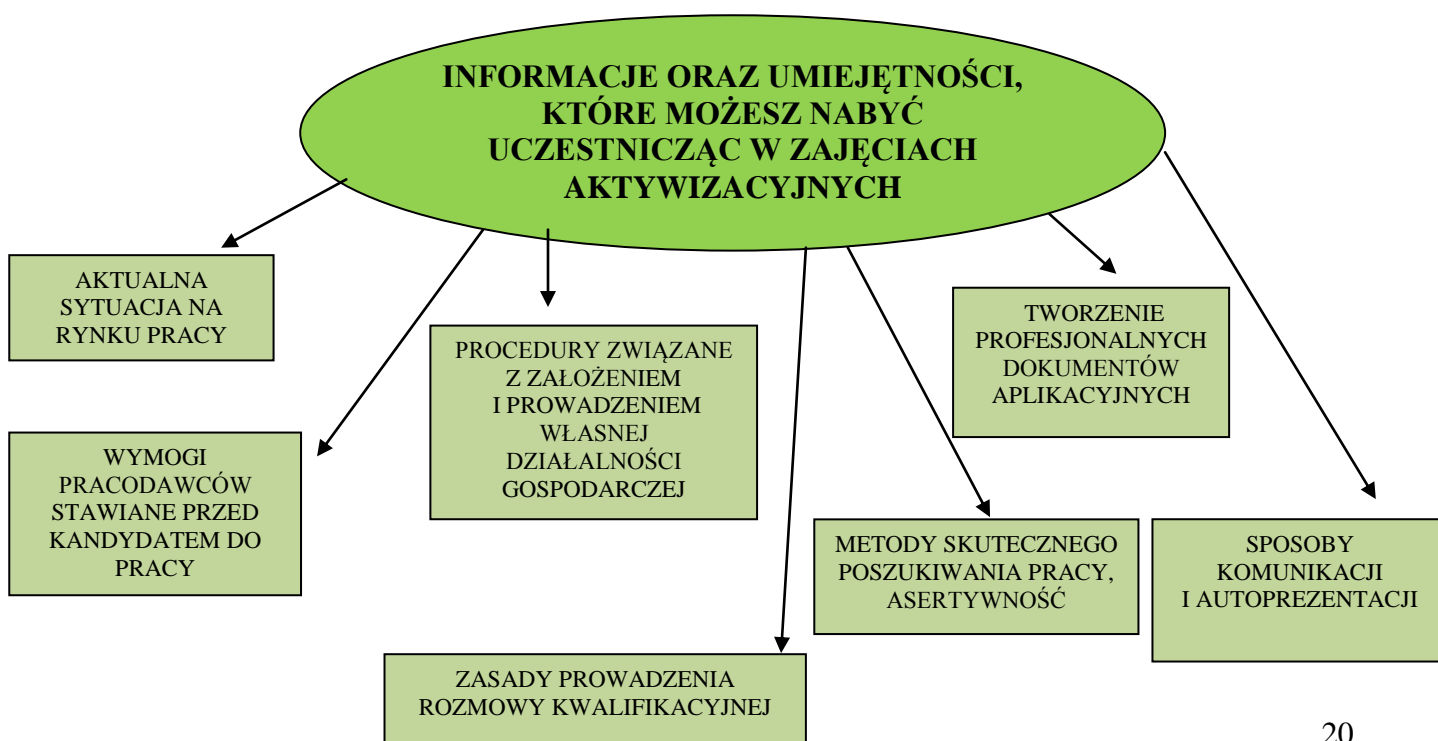 INFORMACJE ORAZ UMIEJĘTNOŚCI,
KTÓRE MOŻESZ NABYĆ
UCZESTNICZĄC W ZAJĘCIACH
AKTYWIZACYJNYCH
AKTUALNA
SYTUACJA NA
RYNKU PRACY
WYMOGI
PRACODAWCÓW
STAWIANE PRZED
KANDYDATEM DO
PRACY
PROCEDURY ZWIĄZANE
Z ZAŁOŻENIEM
I PROWADZENIEM
WŁASNEJ
DZIAŁALNOŚCI
GOSPODARCZEJ
ZASADY PROWADZENIA
ROZMOWY KWALIFIKACYJNEJ
METODY SKUTECZNEGO
POSZUKIWANIA PRACY,
ASERTYWNOŚĆ
TWORZENIE
PROFESJONALNYCH
DOKUMENTÓW
APLIKACYJNYCH
SPOSOBY
KOMUNIKACJI
I AUTOPREZENTACJI
20